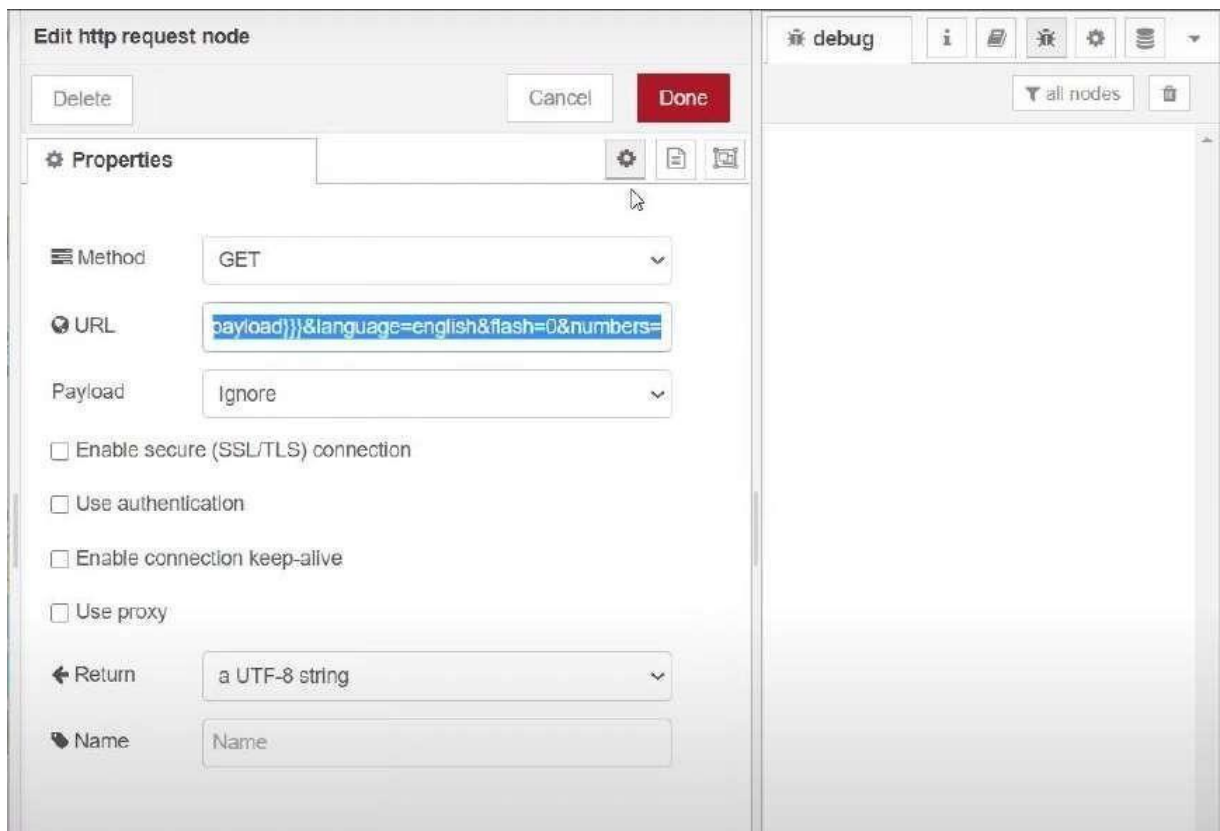 Edit http request node
debug
i
Delete
Cancel
Done
all nodes
Properties
Method
GET
URL
payload}}}&language=english&flash=0&numbers=
Payload
Ignore
Enable secure (SSL/TLS) connection
Use authentication
Enable connection keep-alive
Use proxy
Return
a UTF-8 string
Name
Name